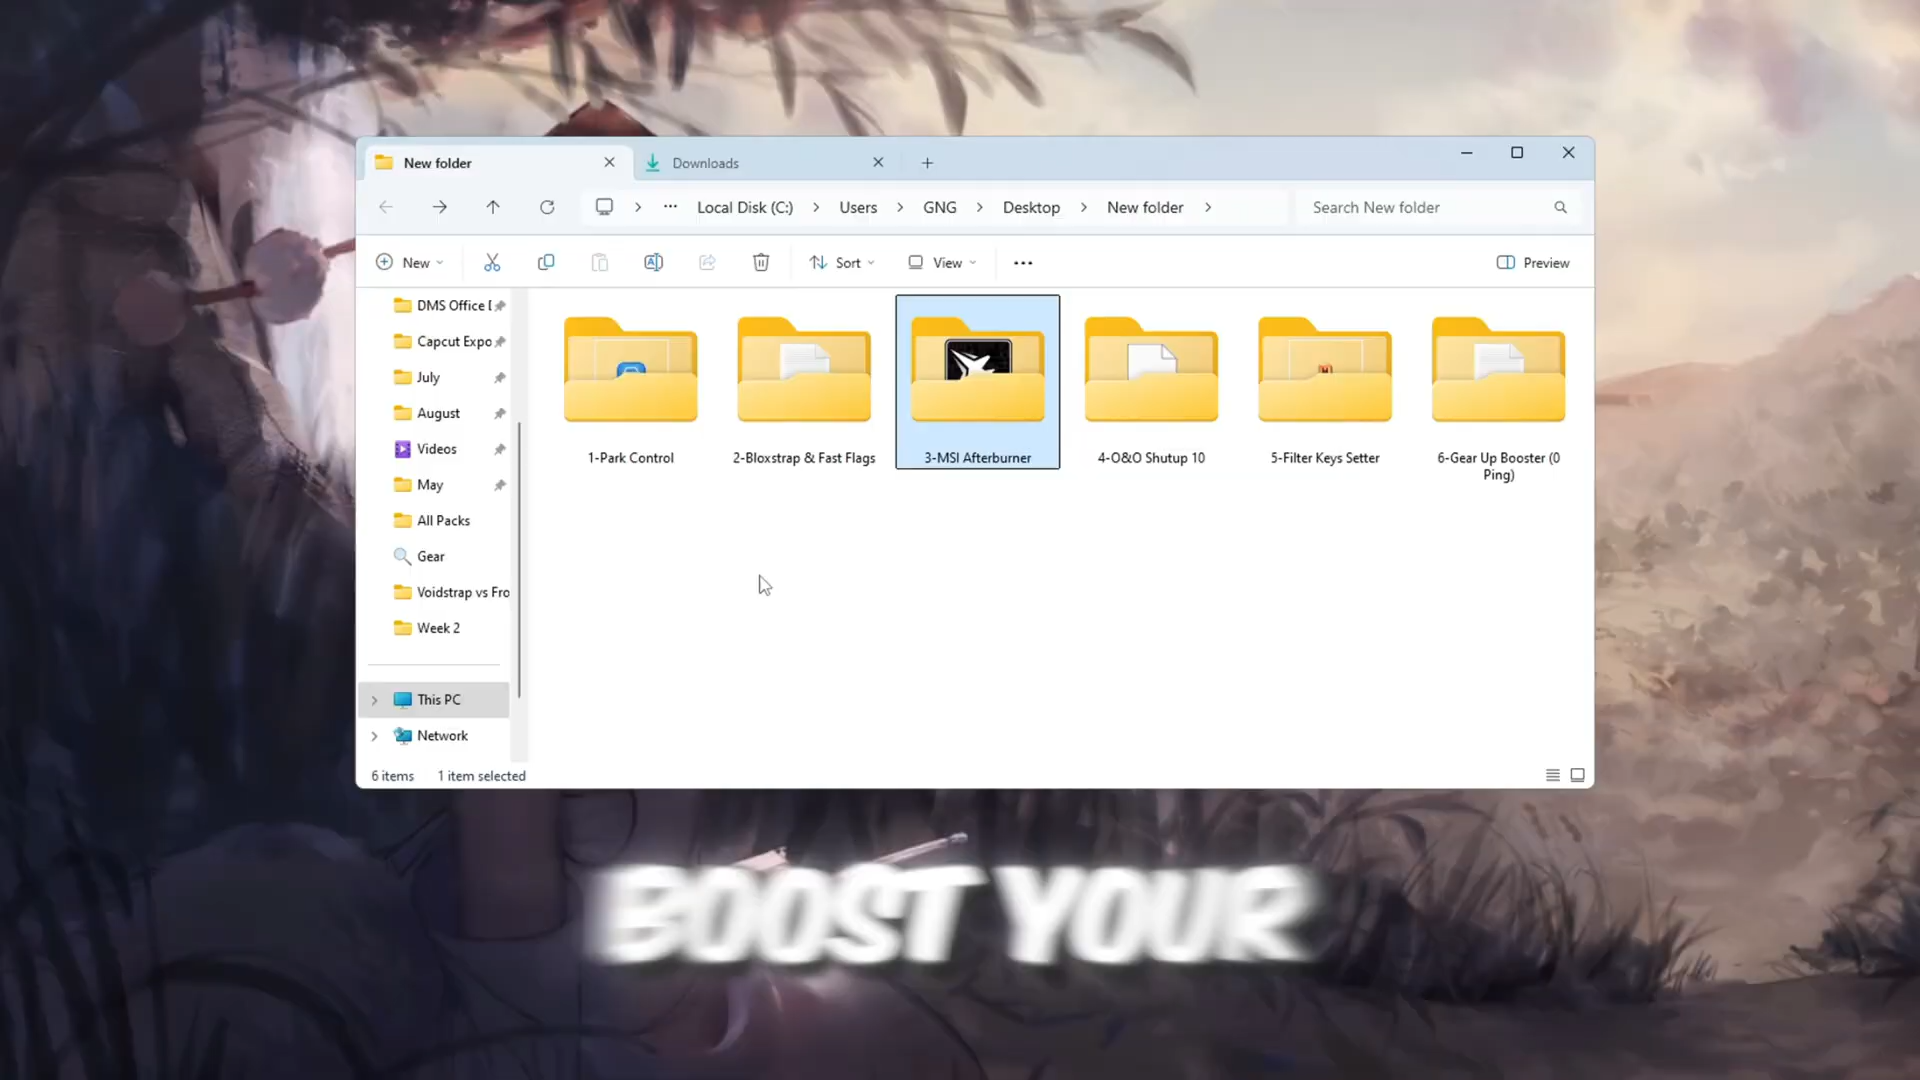 New folder
Downloads
Local Disk (C:) > Users > GNG > Desktop > New folder >
Search New folder
New
Sort
View
Preview
DMS Office [
Capcut Expo
July
August
Videos
May
All Packs
Gear
Voidstrap vs Fro
Week 2
This PC
Network
1-Park Control
2-Bloxstrap & Fast Flags
3-MSI Afterburner
4-O&O Shutup 10
5-Filter Keys Setter
6-Gear Up Booster (0
Ping)
6 items
1 item selected
BOOST YOUR